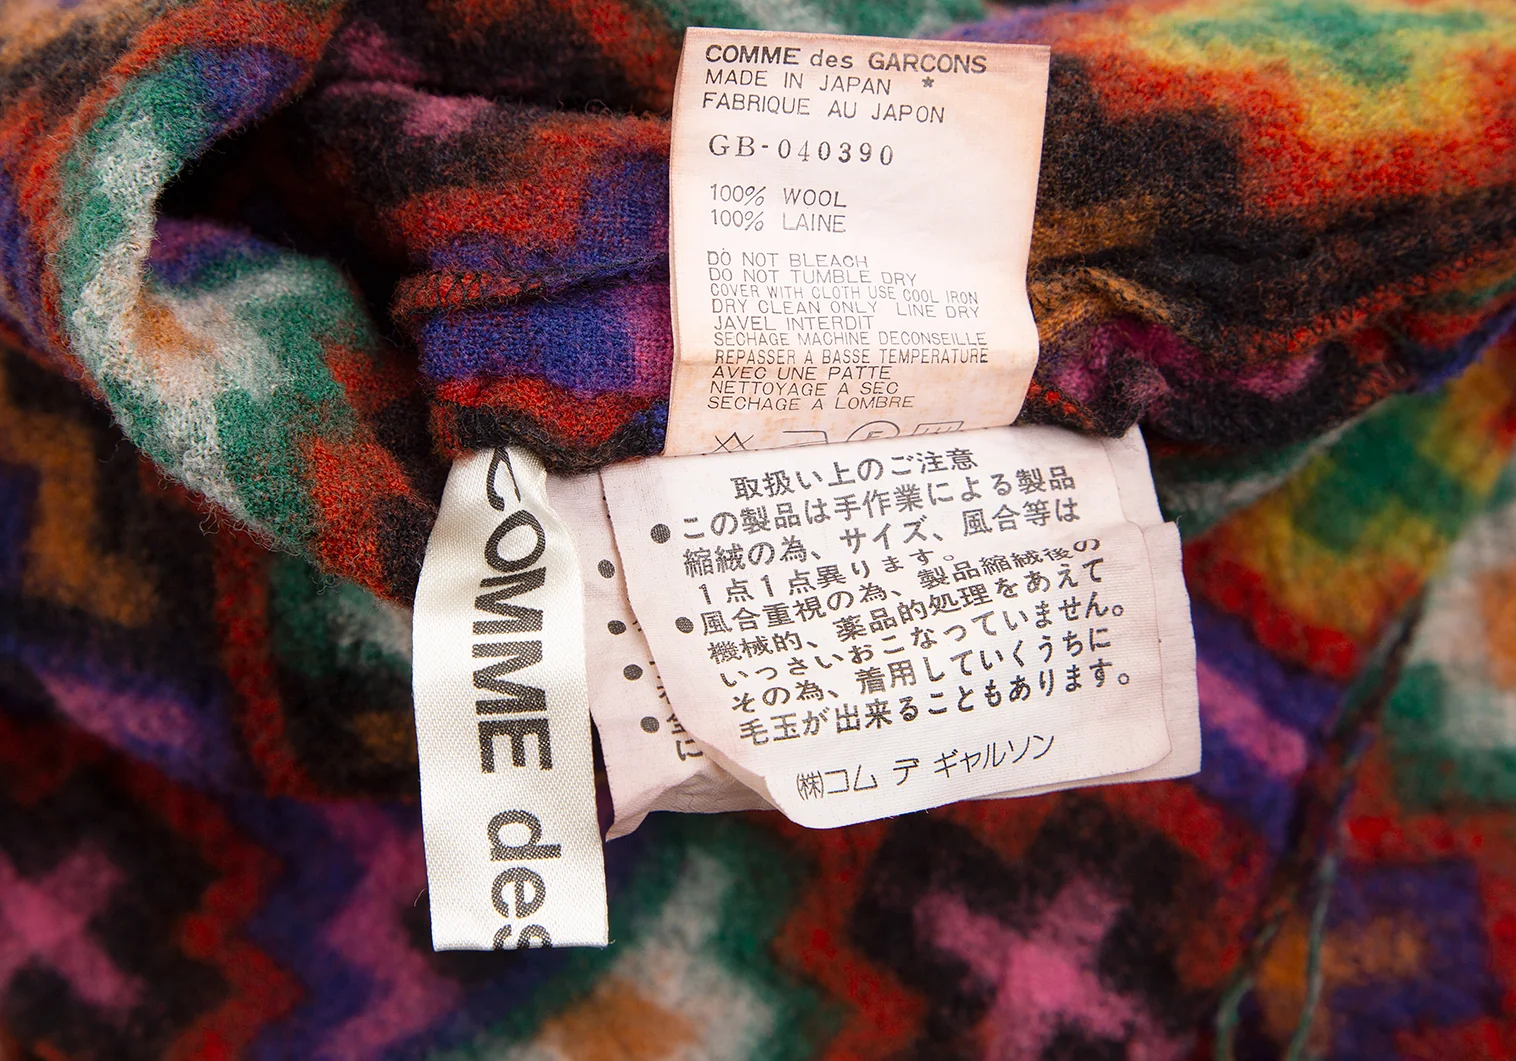 COMME des GARCONS
MADE IN JAPAN *
FABRIQUE AU JAPON
GB-040390
100% WOOL
100% LAINE
DO NOT BLEACH
DO NOT TUMBLE DRY
COVER WITH CLOTH USE COOL IRON
DRY CLEAN ONLY LINE DRY
JAVEL INTERDIT
SECHAGE MACHINE DECONSEILLE
REPASSER A BASSE TEMPERATURE
AVEC UNE PATTE
NETTOYAGE A SEC
SECHAGE A LOMBRE
取扱い上のご注意
●この製品は手作業による製品
縮絨の為、サイズ、風合等は
1点1点異ります。
●風合重視の為、製品縮絨後の
機械的、薬品的処理をあえて
いっさいおこなっていません。
その為、着用していくうちに
毛玉が出来ることもあります。
㈱コム デ ギャルソン
COMME des
に